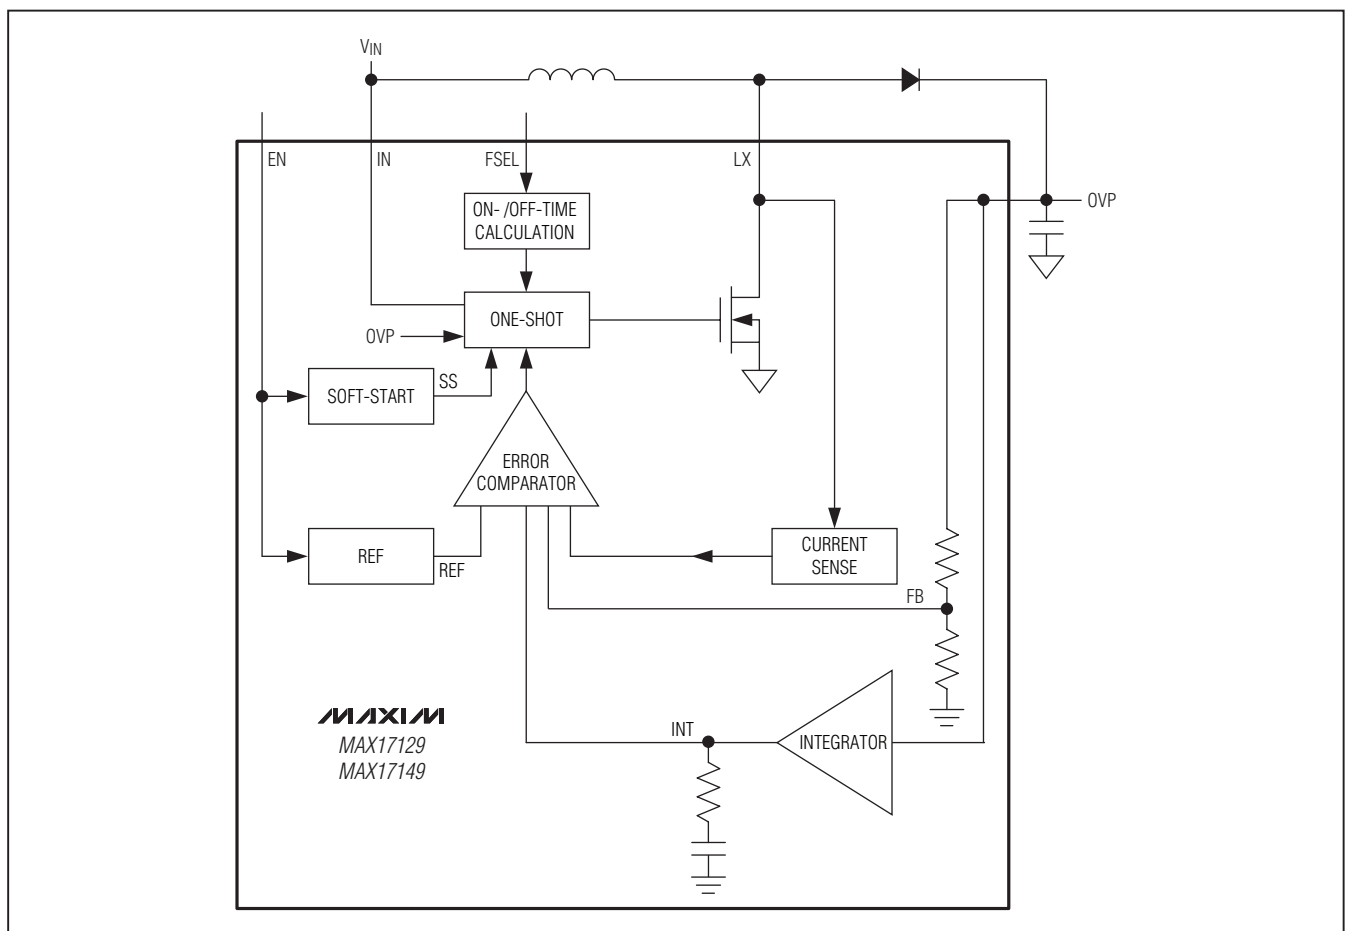 VIN
EN
IN
FSEL
LX
ON- /OFF-TIME
CALCULATION
OVP
ONE-SHOT
OVP
SOFT-START
SS
ERROR
COMPARATOR
REF
REF
CURRENT
SENSE
FB
INT
INTEGRATOR
MAXIM
MAX17129
MAX17149